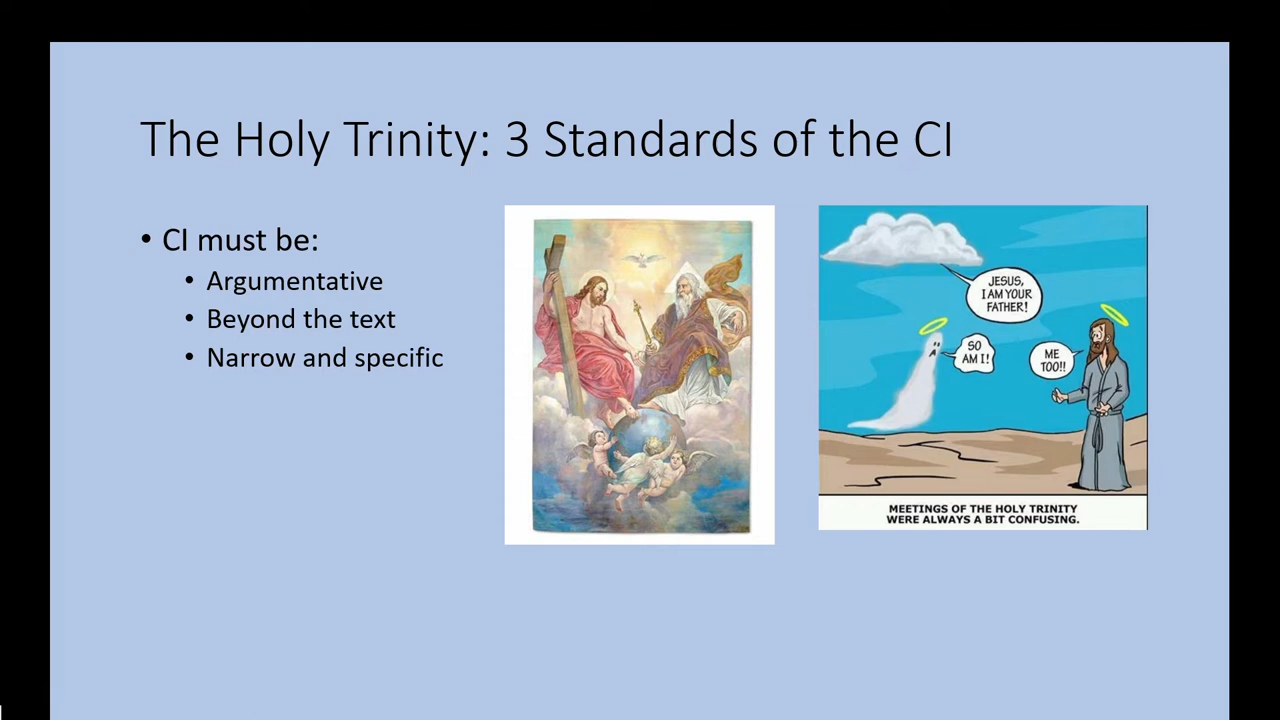 The Holy Trinity: 3 Standards of the CI
• CI must be:
• Argumentative
• Beyond the text
• Narrow and specific
JESUS,
I AM YOUR
FATHER!
SO
AM I!
ME
TOO!!
MEETINGS OF THE HOLY TRINITY
WERE ALWAYS A BIT CONFUSING.